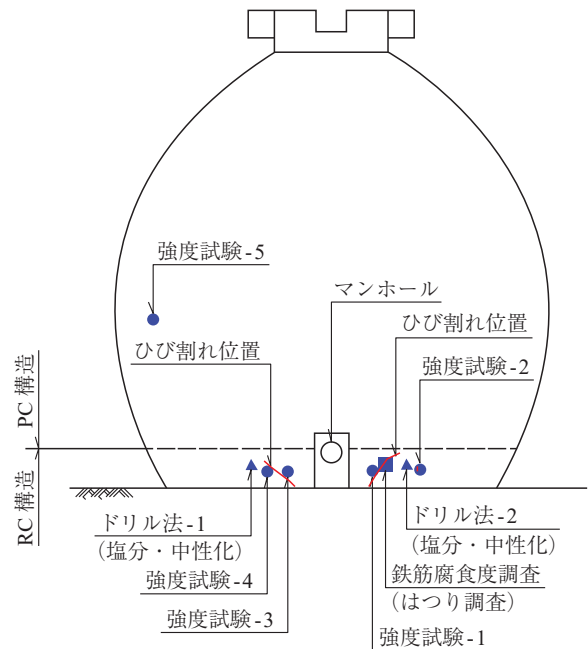 強度試験-5
マンホール
ひび割れ位置
ひび割れ位置
強度試験-2
PC 構造
RC 構造
ドリル法-1
（塩分・中性化）
ドリル法-2
（塩分・中性化）
強度試験-4
鉄筋腐食度調査
（はつり調査）
強度試験-3
強度試験-1